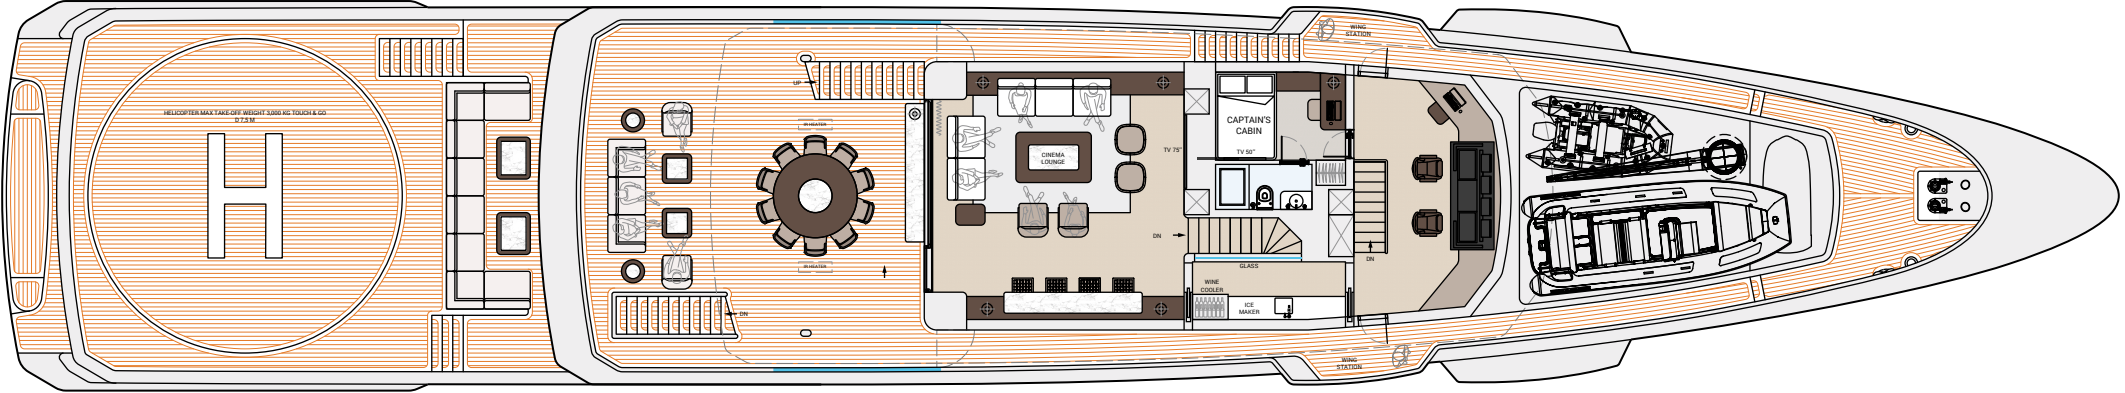 HELICOPTER MAX TAKE-OFF WEIGHT 3,000 KG TOUCH & GO
D 7.5 M
H
UP
IR HEATER
IR HEATER
DN
CINEMA
LOUNGE
TV 75"
DN
CAPTAIN'S
CABIN
TV 50"
GLASS
WINE
COOLER
ICE
MAKER
DN
WING
STATION
WING
STATION